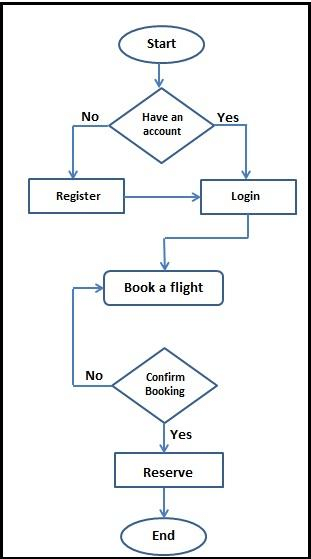 Start
Have an
account
No
Yes
Register
Login
Book a flight
Confirm
Booking
No
Yes
Reserve
End